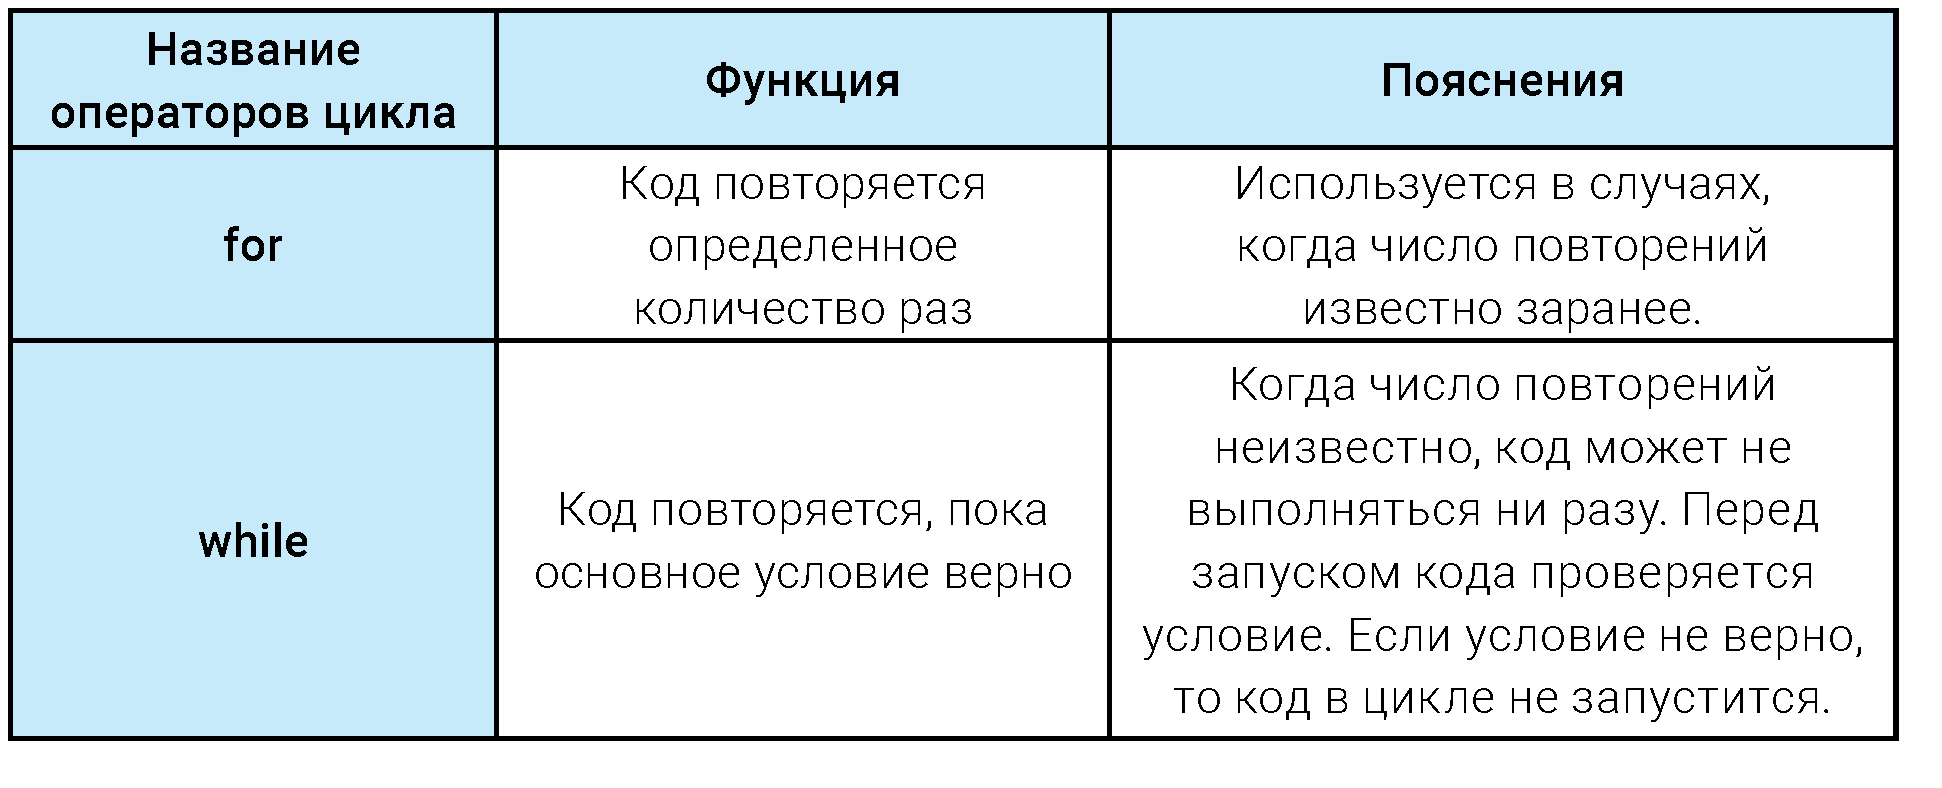 Название
операторов цикла
Функция
Пояснения
for
Код повторяется
определенное
количество раз
Используется в случаях,
когда число повторений
известно заранее.
while
Код повторяется, пока
основное условие верно
Когда число повторений
неизвестно, код может не
выполняться ни разу. Перед
запуском кода проверяется
условие. Если условие не верно,
то код в цикле не запустится.